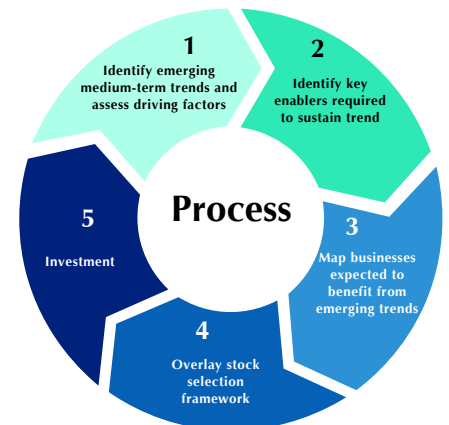 1
Identify emerging
medium-term trends and
assess driving factors
2
Identify key
enablers required
to sustain trend
Process
3
Map businesses
expected to
benefit from
emerging trends
4
Overlay stock
selection
framework
5
Investment